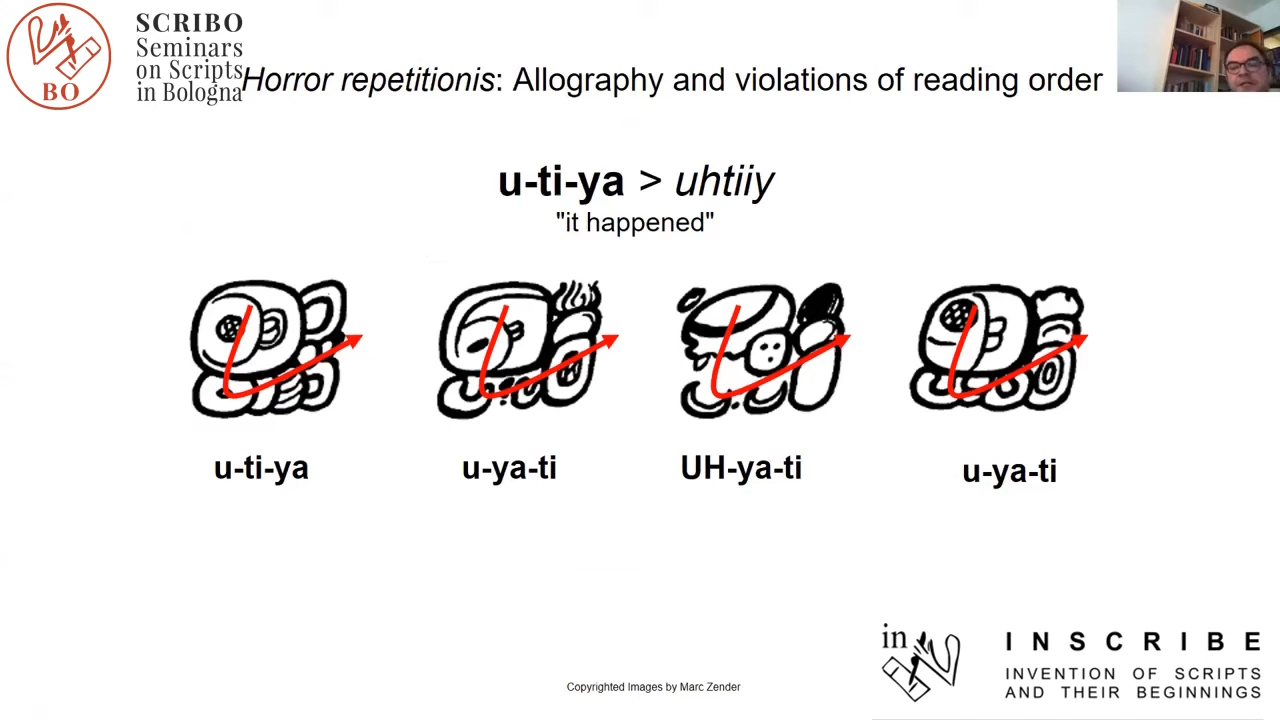 SCRIBO
Seminars
on Scripts
in Bologna
BO
Horror repetitionis: Allography and violations of reading order
u-ti-ya > uhtiiy
"it happened"
u-ti-ya
u-ya-ti
UH-ya-ti
u-ya-ti
Copyrighted Images by Marc Zender
in
INSCRIBE
INVENTION OF SCRIPTS
AND THEIR BEGINNINGS